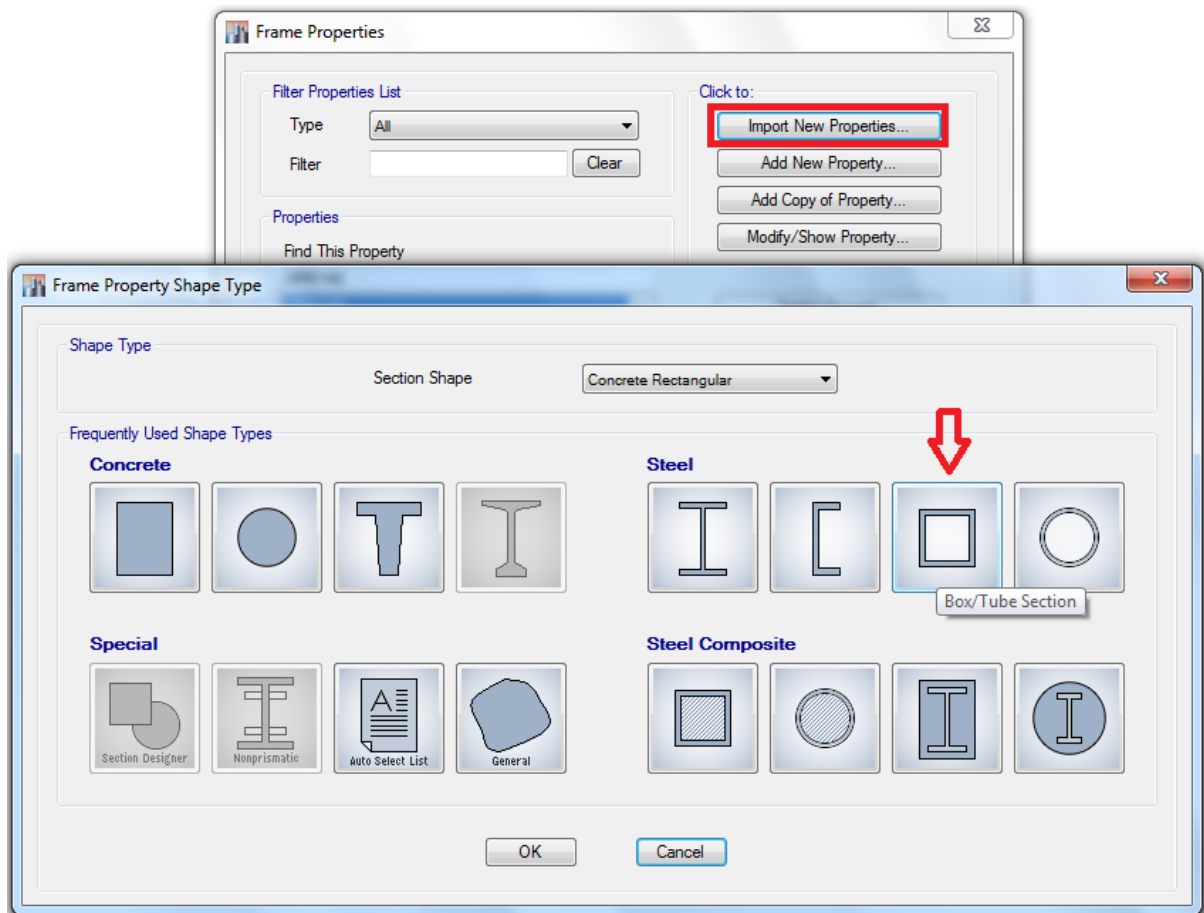 Frame Properties
Filter Properties List
Type
All
Filter
Clear
Properties
Find This Property
Click to:
Import New Properties...
Add New Property...
Add Copy of Property...
Modify/Show Property...
Frame Property Shape Type
Shape Type
Section Shape
Concrete Rectangular
Frequently Used Shape Types
Concrete
Steel
Box/Tube Section
Special
Section Designer
Nonprismatic
A
Auto Select List
General
Steel Composite
OK
Cancel